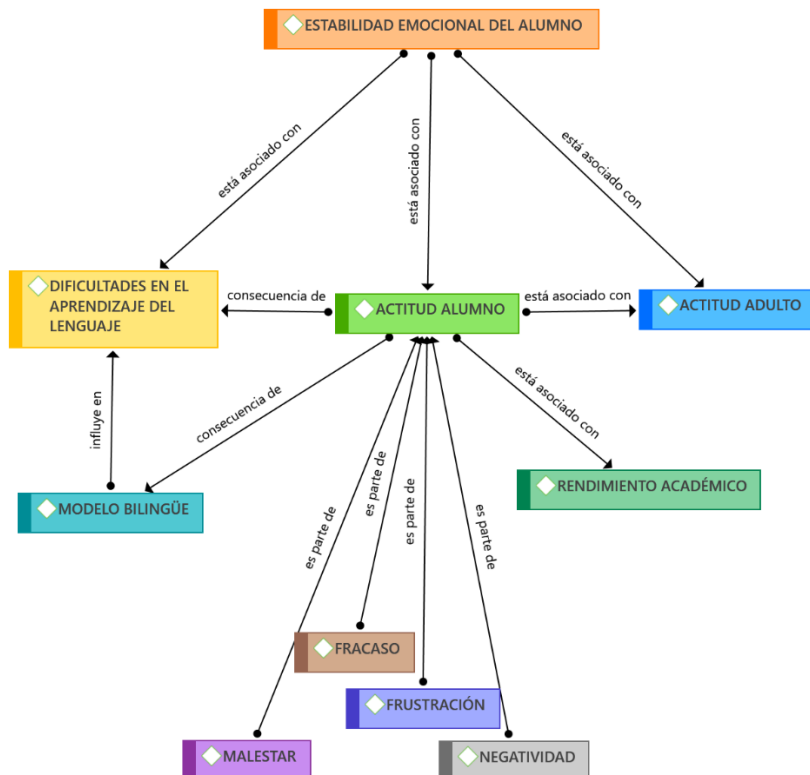 ESTABILIDAD EMOCIONAL DEL ALUMNO
está asociado con
está asociado con
está asociado con
DIFICULTADES EN EL
APRENDIZAJE DEL
LENGUAJE
consecuencia de
ACTITUD ALUMNO
está asociado con
ACTITUD ADULTO
influye en
consecuencia de
está asociado con
MODELO BILINGÜE
RENDIMIENTO ACADÉMICO
es parte de
es parte de
es parte de
es parte de
FRACASO
FRUSTRACIÓN
MALESTAR
NEGATIVIDAD